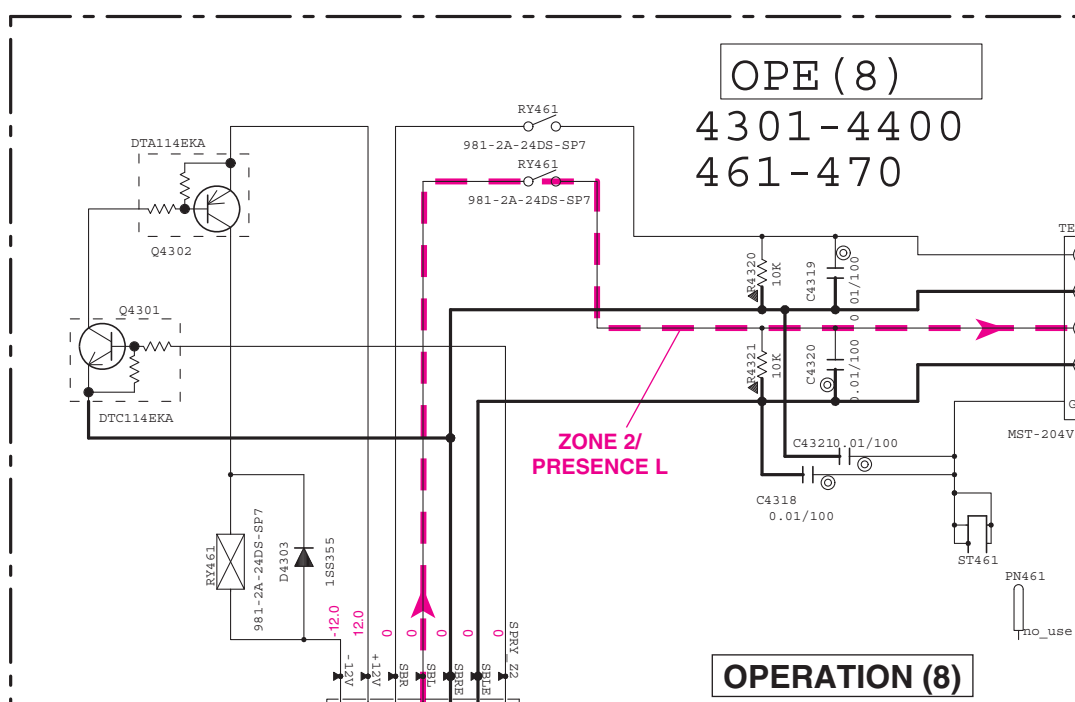 OPE(8)
4301-4400
461-470
RY461
981-2A-24DS-SP7
RY461
981-2A-24DS-SP7
DTA114EKA
Q4302
Q4301
DTC114EKA
TE
R4320
10K
C4319
0.01/100
R4321
10K
C4320
0.01/100
G
MST-204V
ZONE 2/
PRESENCE L
C4321
0.01/100
C4318
0.01/100
ST461
PN461
no_use
RY461
981-2A-24DS-SP7
D4303
1SS355
-12.0
12.0
0
0
0
0
0
-12V
+12V
SBR
SBL
SBRE
SBLE
SPRY_Z2
OPERATION (8)